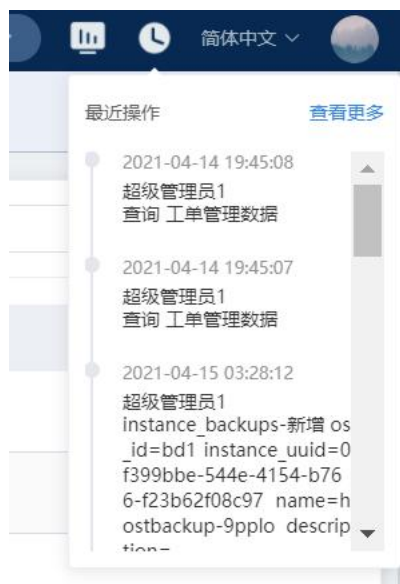 简体中文
最近操作 查看更多
2021-04-14 19:45:08
超级管理员1
查询 工单管理数据
2021-04-14 19:45:07
超级管理员1
查询 工单管理数据
2021-04-15 03:28:12
超级管理员1
instance_backups-新增 os
_id=bd1 instance_uuid=0
f399bbe-544e-4154-b76
6-f23b62f08c97 name=h
ostbackup-9pplo descrip
tion=